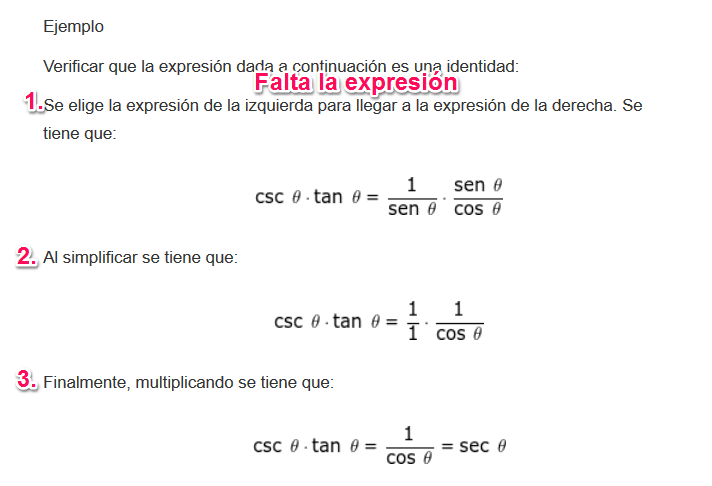 Ejemplo
Verificar que la expresión dada a continuación es una identidad:
Falta la expresión
1. Se elige la expresión de la izquierda para llegar a la expresión de la derecha. Se
tiene que:
csc θ · tan θ = 1/sen θ · sen θ/cos θ
2. Al simplificar se tiene que:
csc θ · tan θ = 1/1 · 1/cos θ
3. Finalmente, multiplicando se tiene que:
csc θ · tan θ = 1/cos θ = sec θ